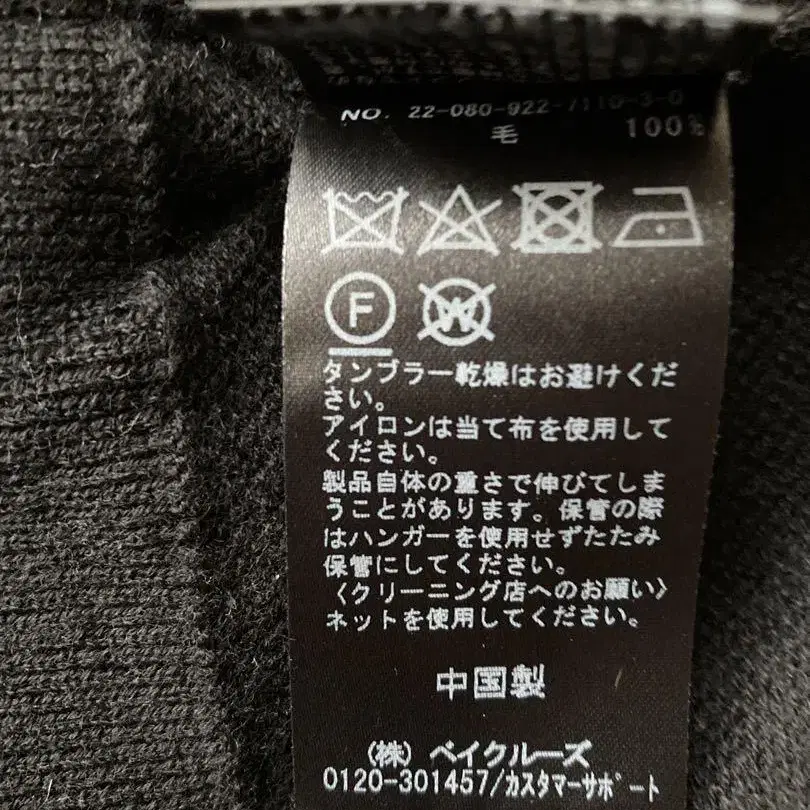 NO. 22-080-922-7110-3-0
毛 100%
F
W
タンブラー乾燥はお避けくだ
さい。
アイロンは当て布を使用して
ください。
製品自体の重さで伸びてしま
うことがあります。保管の際
はハンガーを使用せずたたみ
保管にしてください。
〈クリーニング店へのお願い〉
ネットを使用してください。
中国製
(株) ベイクルーズ
0120-301457/カスタマーサポート